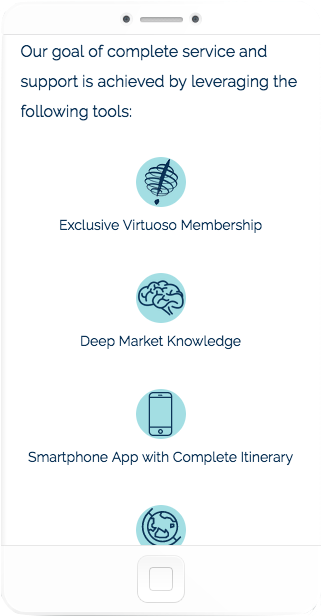 Our goal of complete service and
support is achieved by leveraging the
following tools:
Exclusive Virtuoso Membership
Deep Market Knowledge
Smartphone App with Complete Itinerary